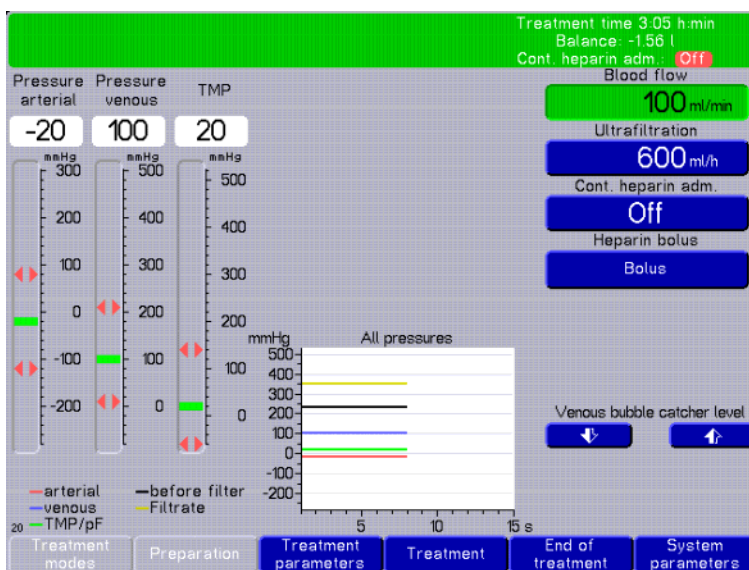 Treatment time 3:05 h:min
Balance: -1.56 l
Cont. heparin adm.: Off
Pressure arterial
Pressure venous
TMP
-20
100
20
mmHg
300
200
100
0
-100
-200
mmHg
500
400
300
200
100
0
500
400
300
200
100
0
Blood flow
100 ml/min
Ultrafiltration
600 ml/h
Cont. heparin adm.
Off
Heparin bolus
Bolus
mmHg
All pressures
500
400
300
200
100
0
-100
-200
5 10 15 s
Venous bubble catcher level
arterial
venous
TMP/pF
before filter
Filtrate
20
Treatment modes
Preparation
Treatment parameters
Treatment
End of treatment
System parameters